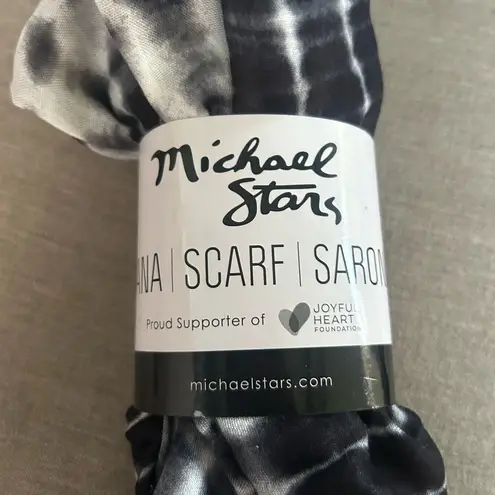 Michael
Stars
ANA | SCARF | SARON
Proud Supporter of
JOYFUL
HEART
FOUNDATION
michaelstars.com